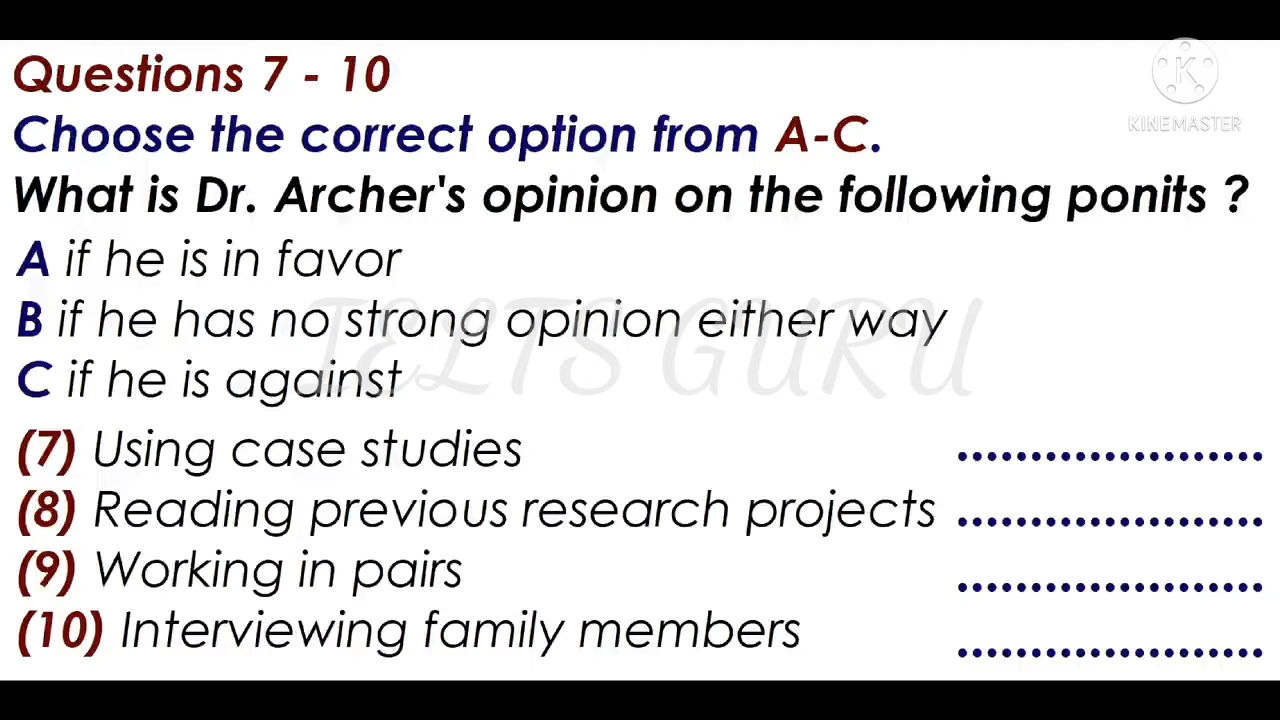 Questions 7 - 10
KINEMASTER
Choose the correct option from A-C.
What is Dr. Archer's opinion on the following ponits ?
A if he is in favor
B if he has no strong opinion either way
C if he is against
IELTS GURU
(7) Using case studies .....................
(8) Reading previous research projects .....................
(9) Working in pairs .....................
(10) Interviewing family members .....................